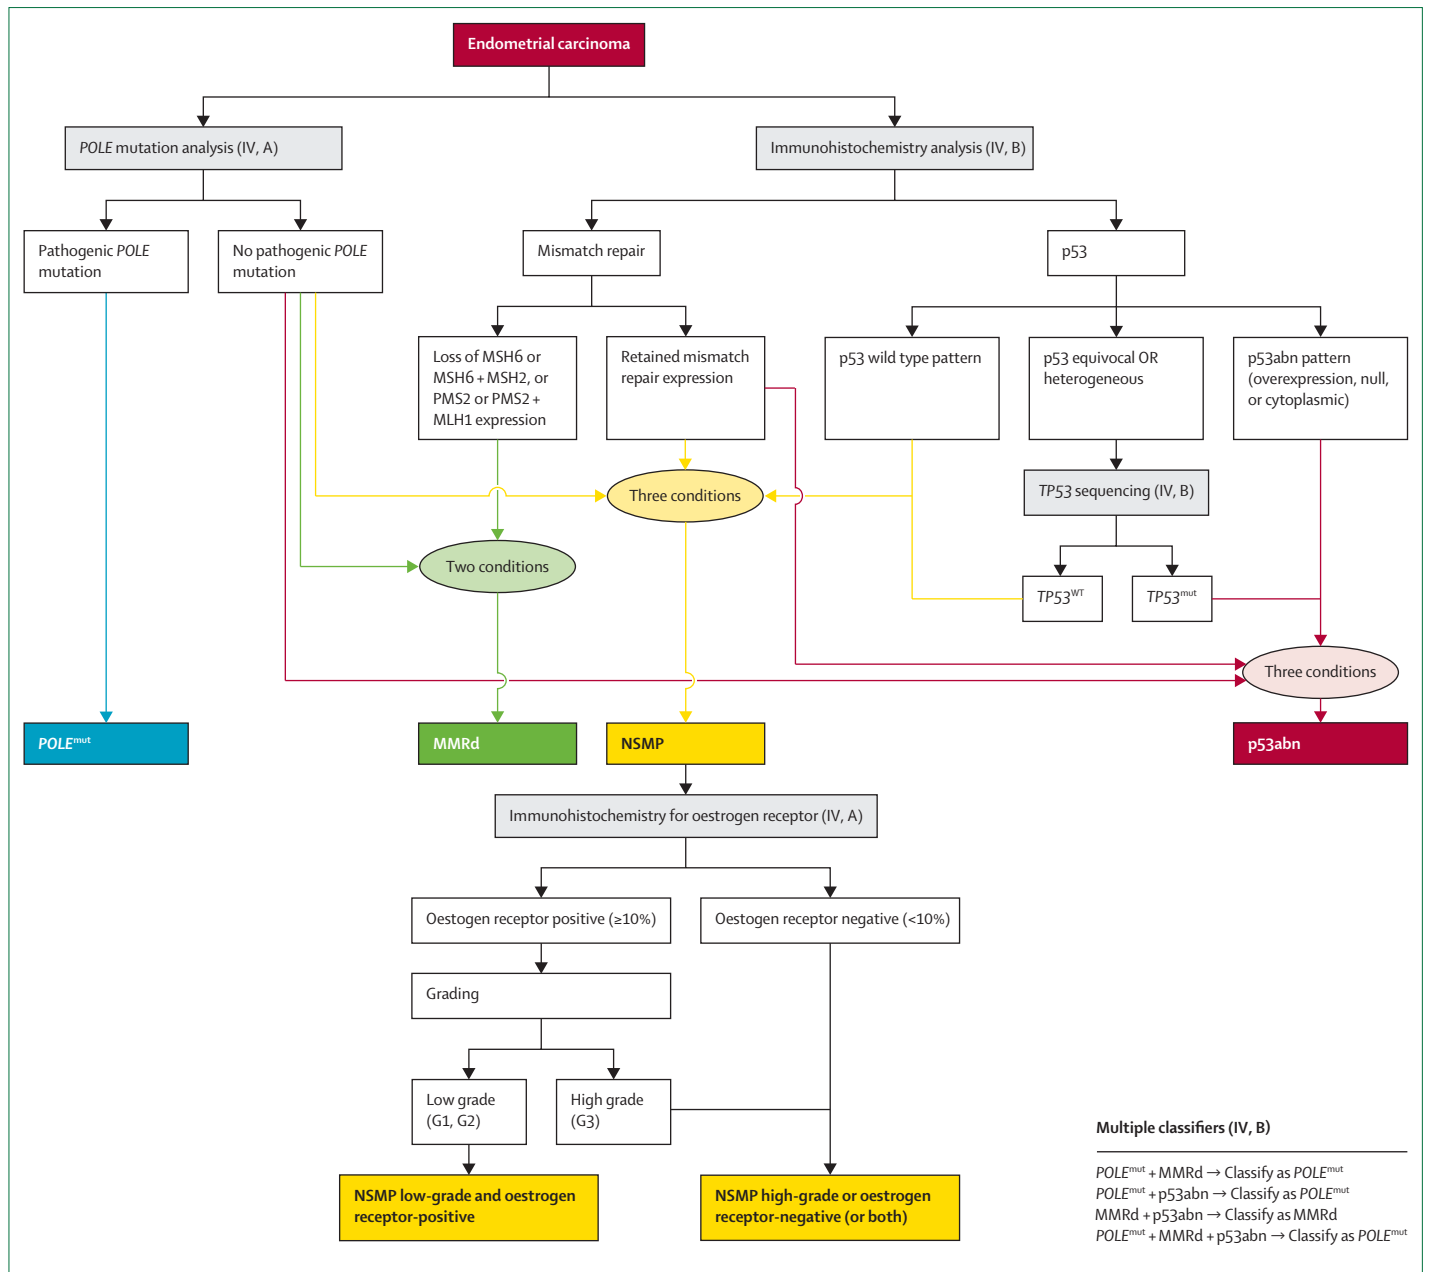 Endometrial carcinoma
POLE mutation analysis (IV, A)
Immunohistochemistry analysis (IV, B)
Pathogenic POLE
mutation
No pathogenic POLE
mutation
Mismatch repair
p53
Loss of MSH6 or
MSH6 + MSH2, or
PMS2 or PMS2 +
MLH1 expression
Retained mismatch
repair expression
p53 wild type pattern
p53 equivocal OR
heterogeneous
p53abn pattern
(overexpression, null,
or cytoplasmic)
Three conditions
TP53 sequencing (IV, B)
Two conditions
TP53WT
TP53mut
Three conditions
POLEmut
MMRd
NSMP
p53abn
Immunohistochemistry for oestrogen receptor (IV, A)
Oestogen receptor positive (≥10%)
Oestogen receptor negative (<10%)
Grading
Low grade
(G1, G2)
High grade
(G3)
NSMP low-grade and oestrogen
receptor-positive
NSMP high-grade or oestrogen
receptor-negative (or both)
Multiple classifiers (IV, B)
POLEmut + MMRd → Classify as POLEmut
POLEmut + p53abn → Classify as POLEmut
MMRd + p53abn → Classify as MMRd
POLEmut + MMRd + p53abn → Classify as POLEmut